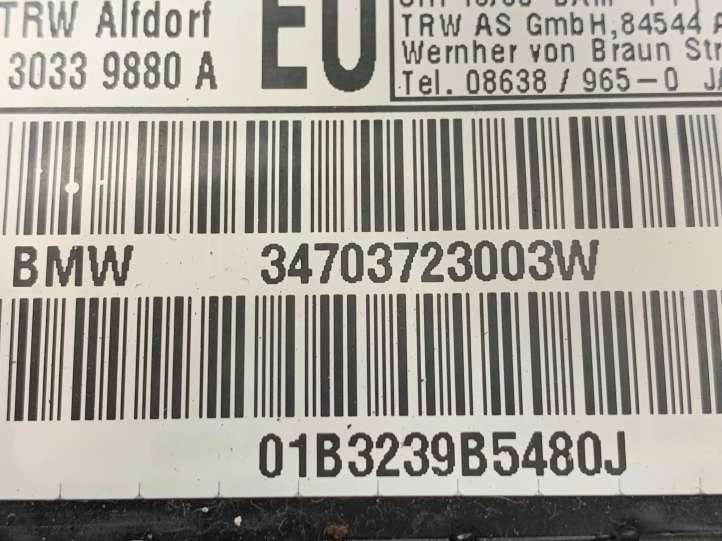 TRW Alfdorf
3033 9880 A
EU
TRW AS GmbH,84544 A
Wernher von Braun Str
Tel. 08638 / 965-0
BMW 34703723003W
01B3239B5480J